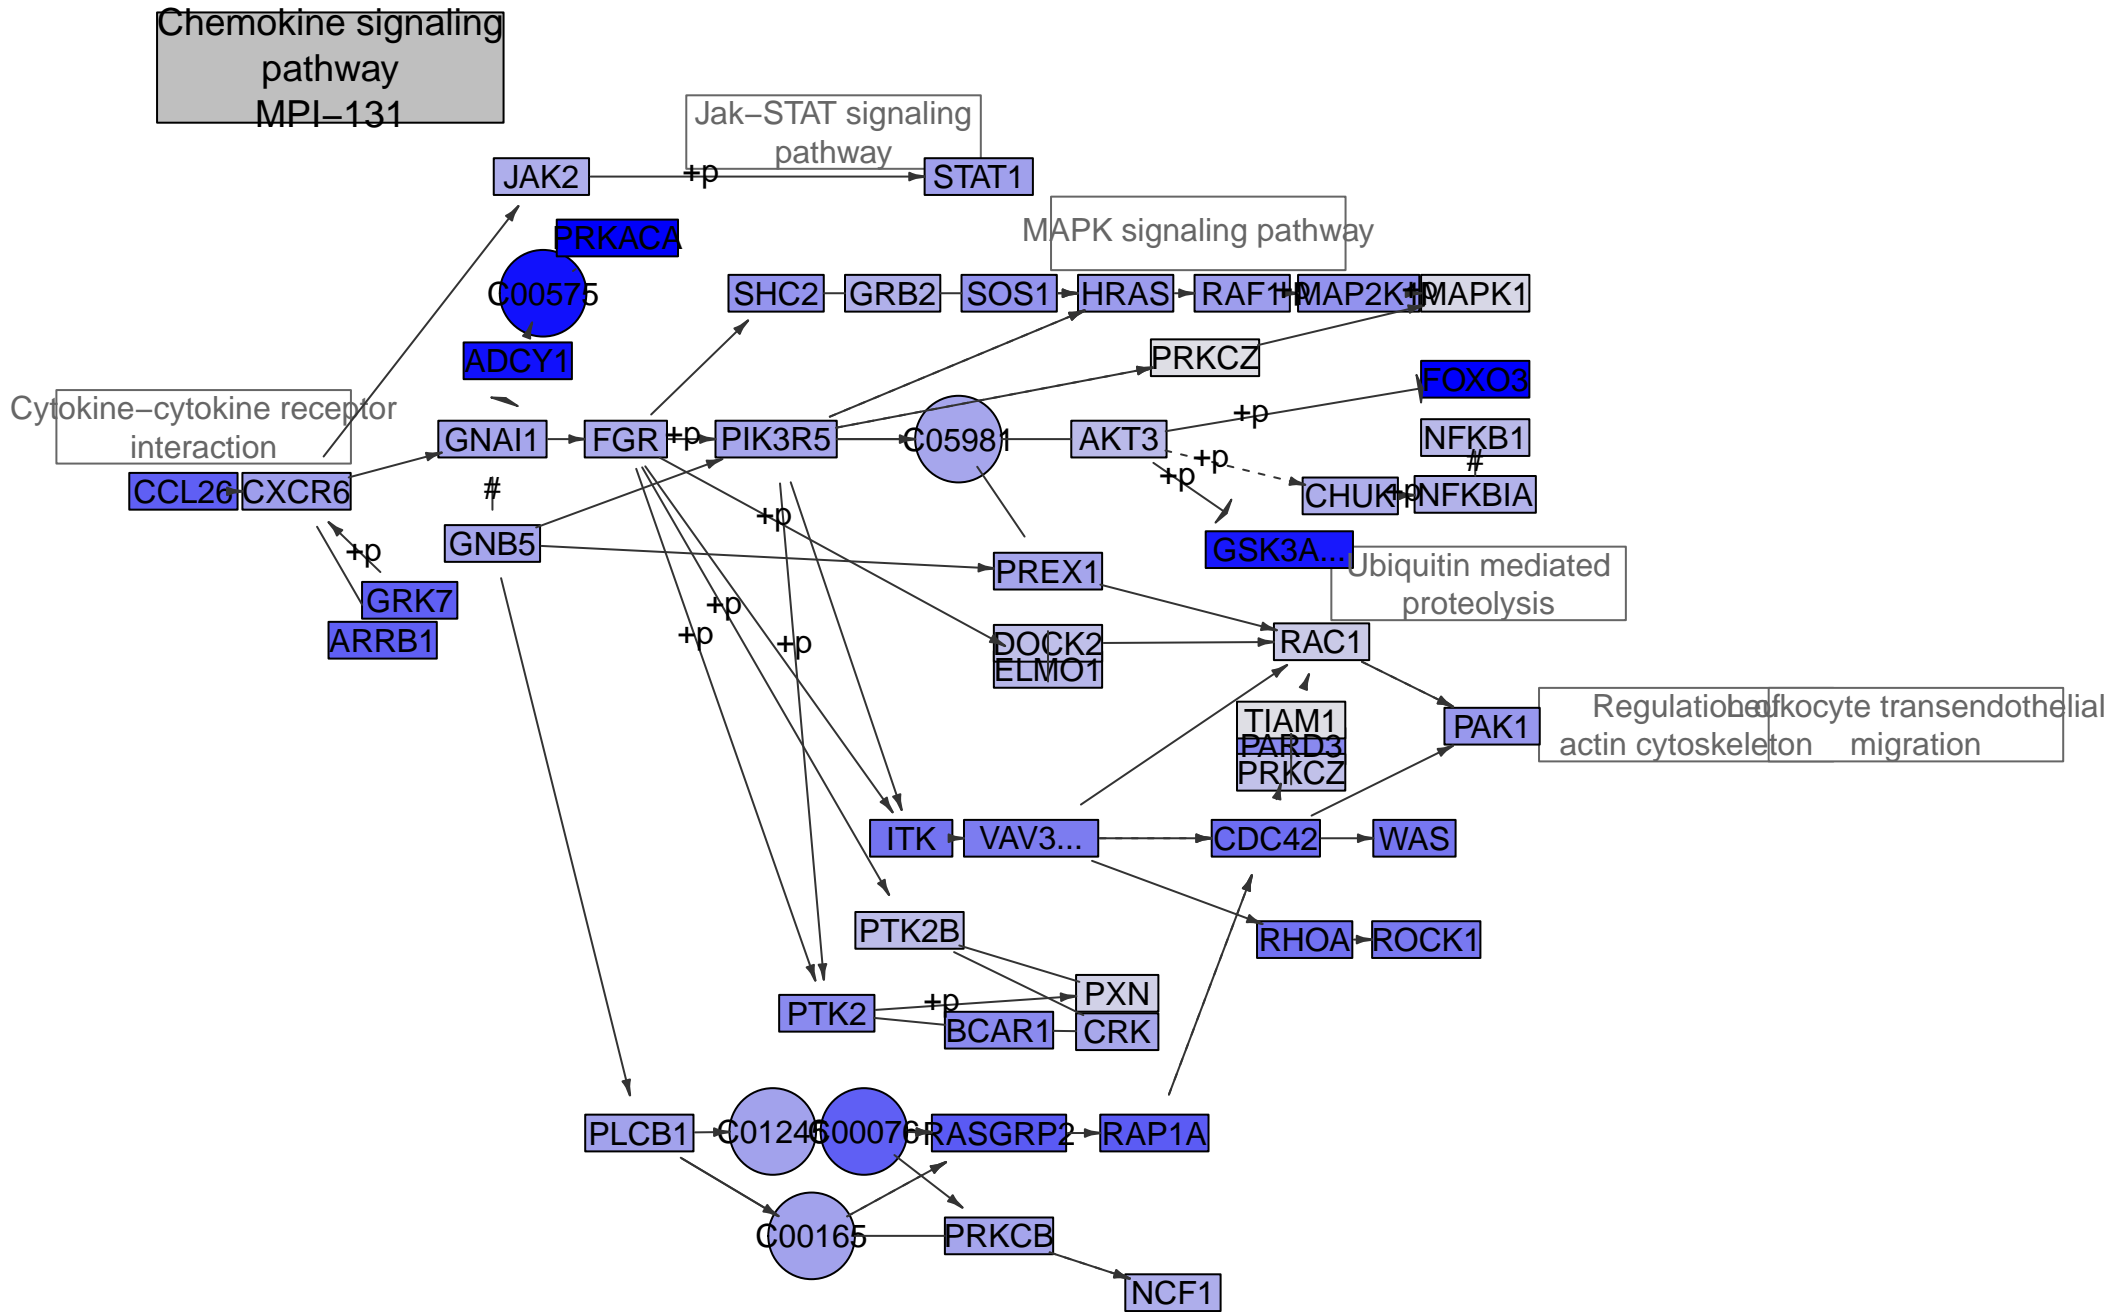 Chemokine signaling
pathway
MPI−131
Jak−STAT signaling
pathway
JAK2
+p
STAT1
PRKACA
MAPK signaling pathway
C00575
SHC2
GRB2
SOS1
HRAS
RAF1
+p
MAP2K1
+p
MAPK1
ADCY1
PRKCZ
FOXO3
Cytokine−cytokine receptor
interaction
+p
GNAI1
FGR
+p
PIK3R5
C05981
AKT3
NFKB1
+p
#
+p
CCL26
CXCR6
#
CHUK
+p
NFKBIA
+p
GNB5
+p
GSK3A...
PREX1
Ubiquitin mediated
proteolysis
GRK7
+p
+p
+p
ARRB1
DOCK2
ELMO1
RAC1
TIAM1
PARD3
PRKCZ
PAK1
Regulation of
actin cytoskeleton
Leukocyte transendothelial
migration
ITK
VAV3...
CDC42
WAS
PTK2B
RHOA
ROCK1
PXN
+p
PTK2
BCAR1
CRK
PLCB1
C01245
C00076
RASGRP2
RAP1A
C00165
PRKCB
NCF1